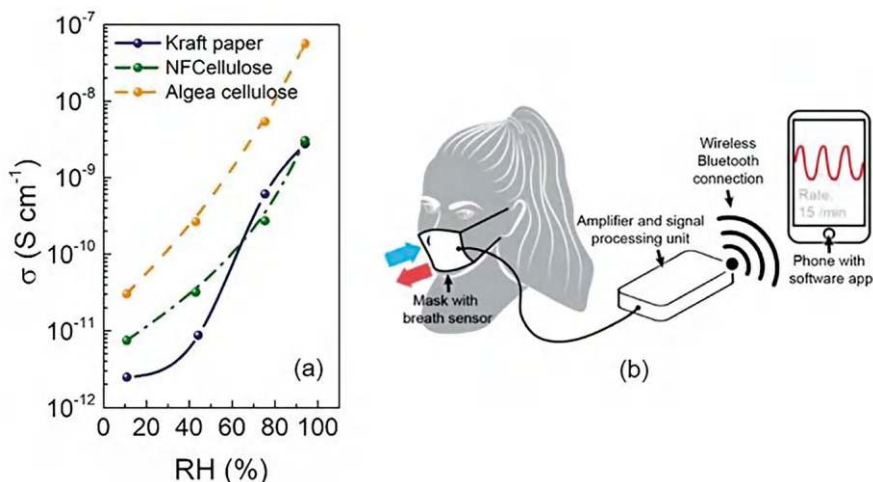 10⁻⁷
10⁻⁸
10⁻⁹
10⁻¹⁰
10⁻¹¹
10⁻¹²
σ (S cm⁻¹)
Kraft paper
NFCellulose
Algea cellulose
(a)
0 20 40 60 80 100
RH (%)
Wireless
Bluetooth
connection
Amplifier and signal
processing unit
Mask with
breath sensor
Rate,
15 /min
Phone with
software app
(b)